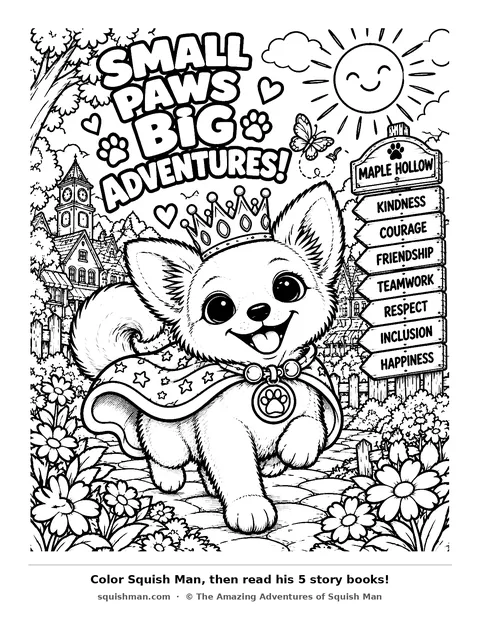 SMALL
PAWS
BiG
ADVENTURES!
MAPLE HOLLOW
KINDNESS
COURAGE
FRIENDSHIP
TEAMWORK
RESPECT
INCLUSION
HAPPINESS
Color Squish Man, then read his 5 story books!
squishman.com · © The Amazing Adventures of Squish Man